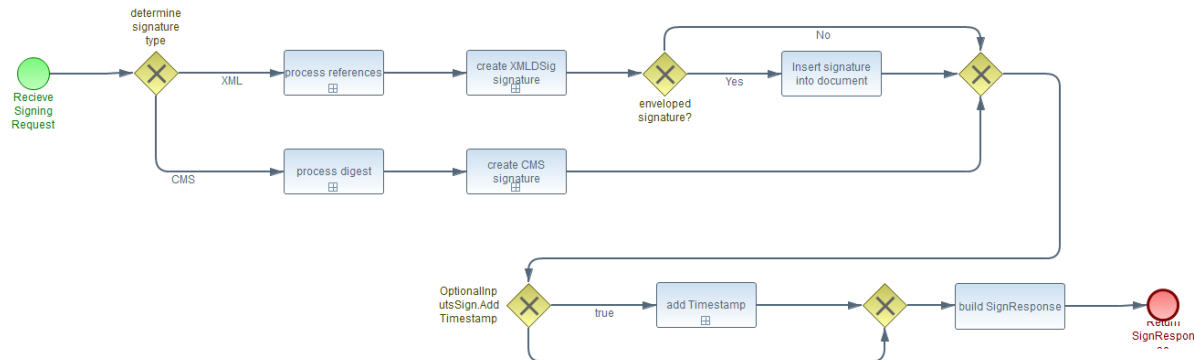 determine
signature
type
Recieve
Signing
Request
XML
process references
create XMLDSig
signature
No
Yes
enveloped
signature?
Insert signature
into document
CMS
process digest
create CMS
signature
OptionalInp
utsSign.Add
Timestamp
true
add Timestamp
build SignResponse
Return
SignRespon